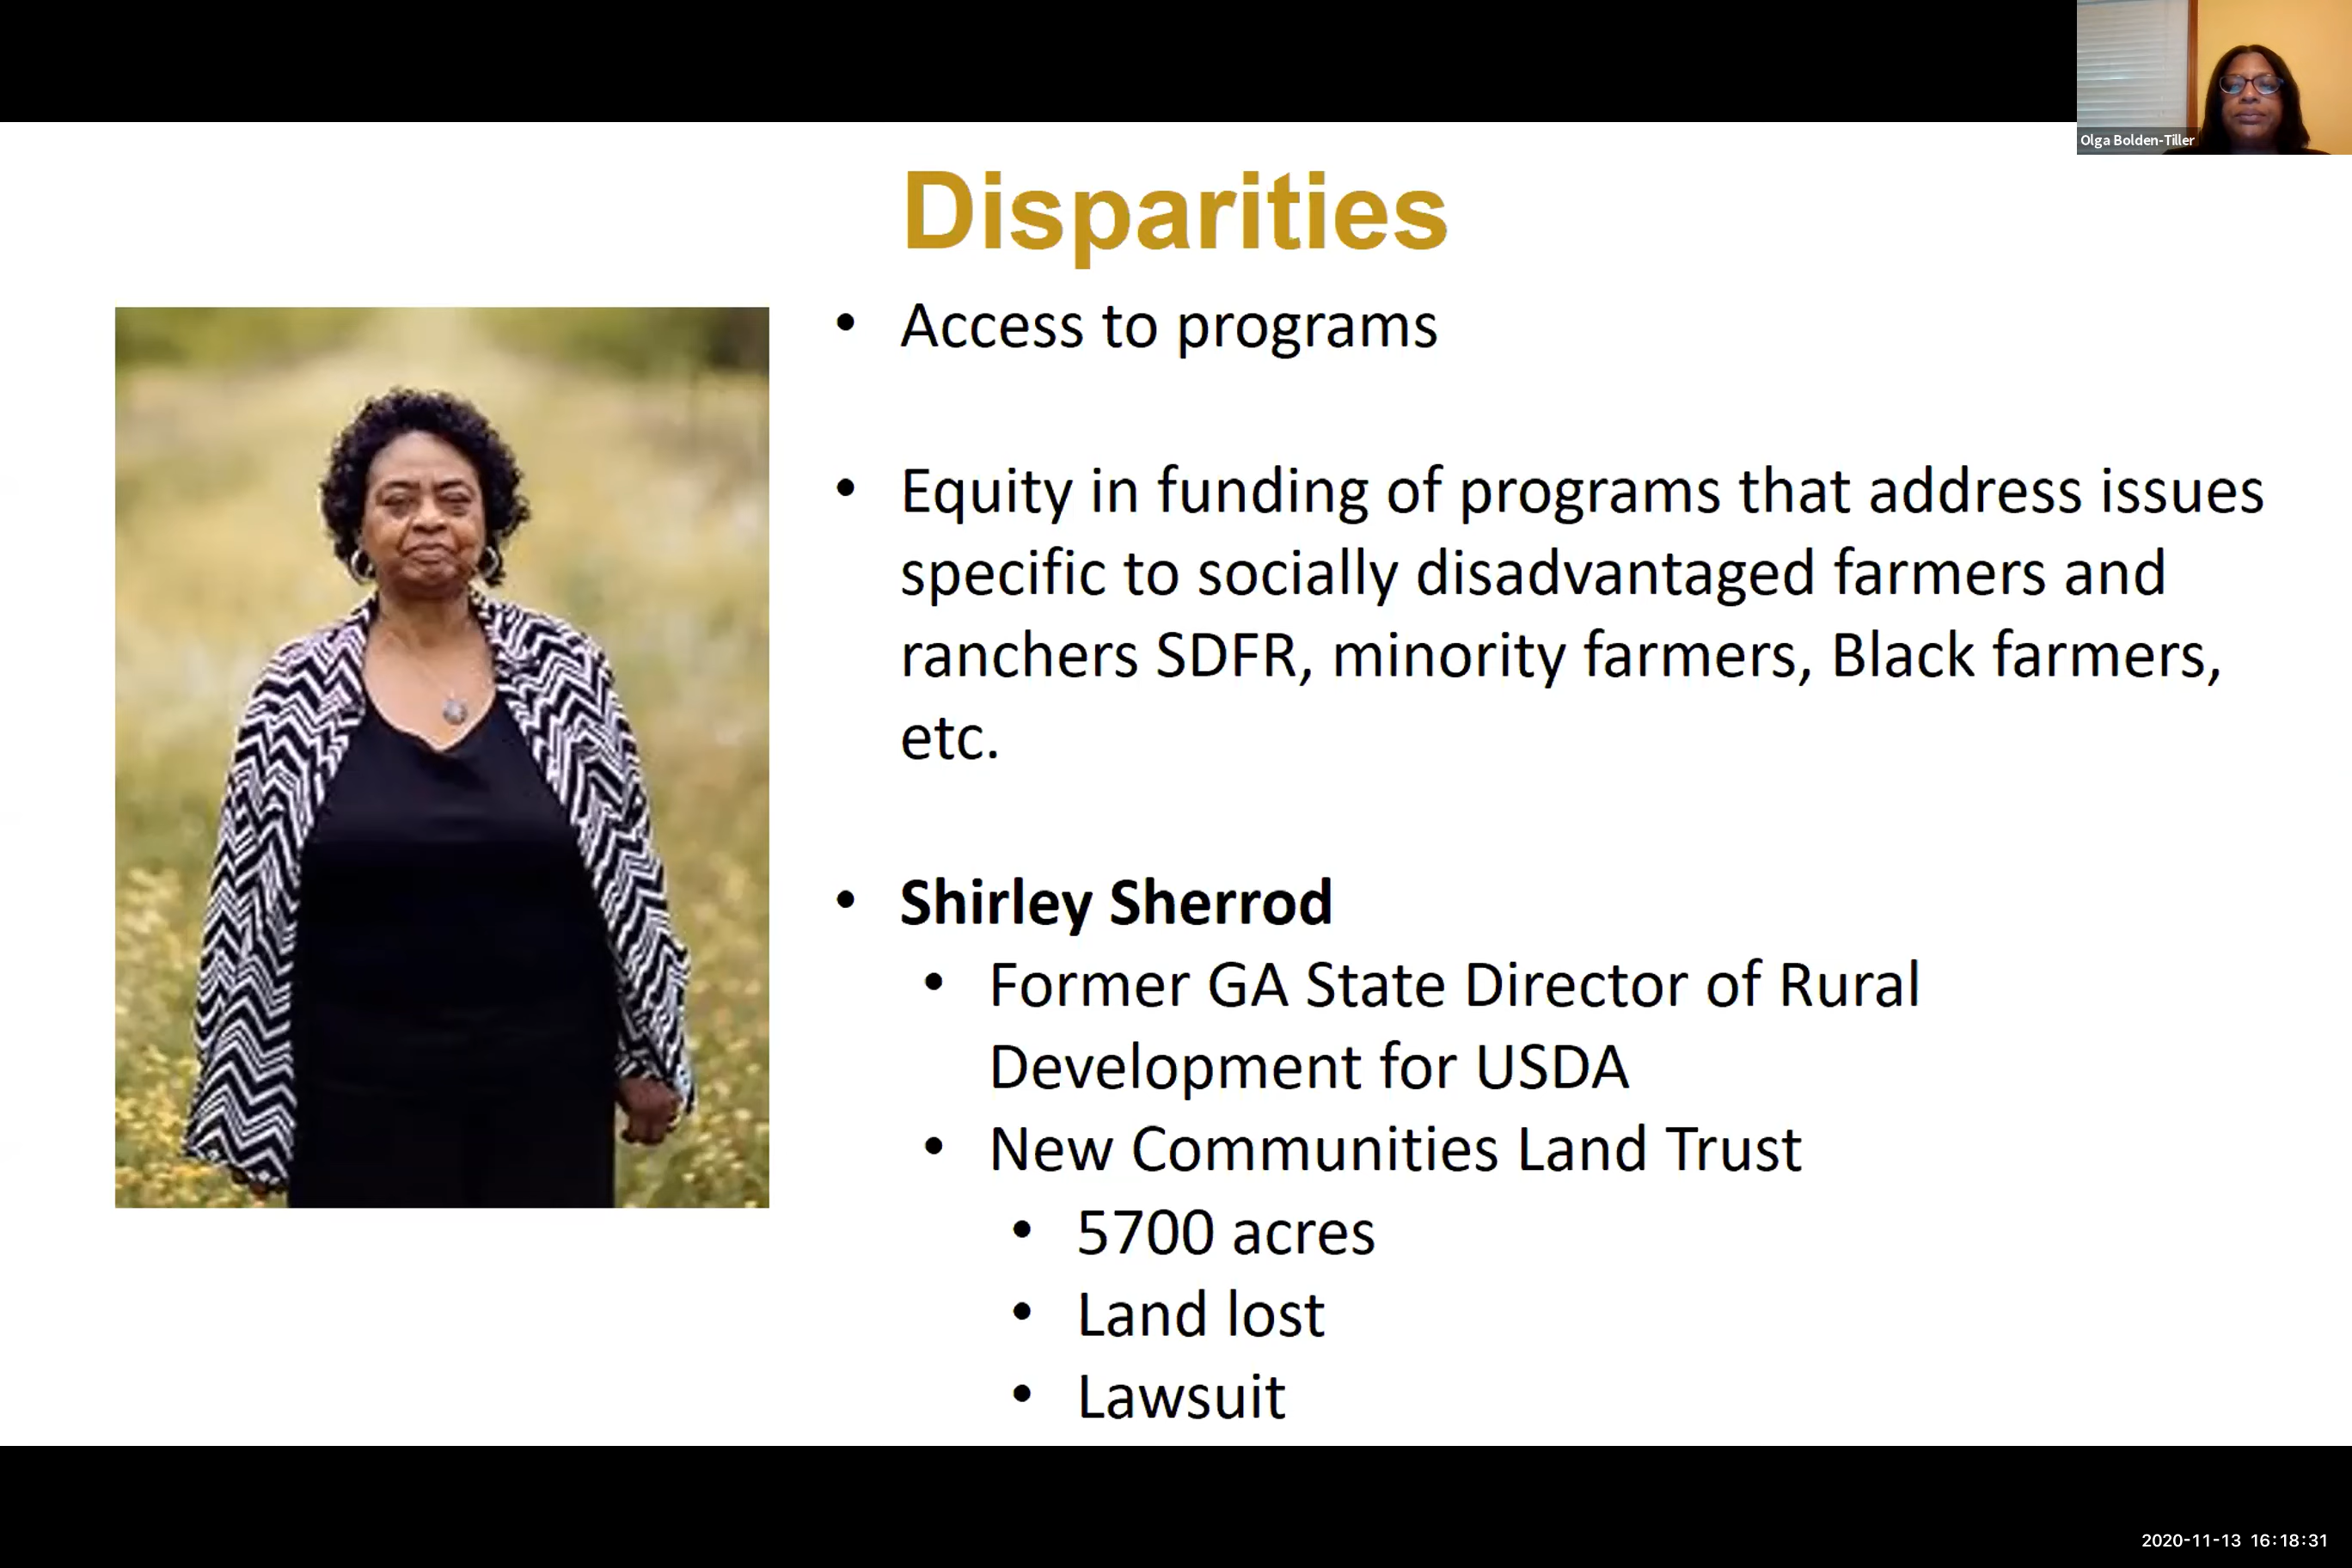 Olga Bolden-Tiller
Disparities
• Access to programs
• Equity in funding of programs that address issues
specific to socially disadvantaged farmers and
ranchers SDFR, minority farmers, Black farmers,
etc.
• Shirley Sherrod
• Former GA State Director of Rural
Development for USDA
• New Communities Land Trust
• 5700 acres
• Land lost
• Lawsuit
2020-11-13 16:18:31